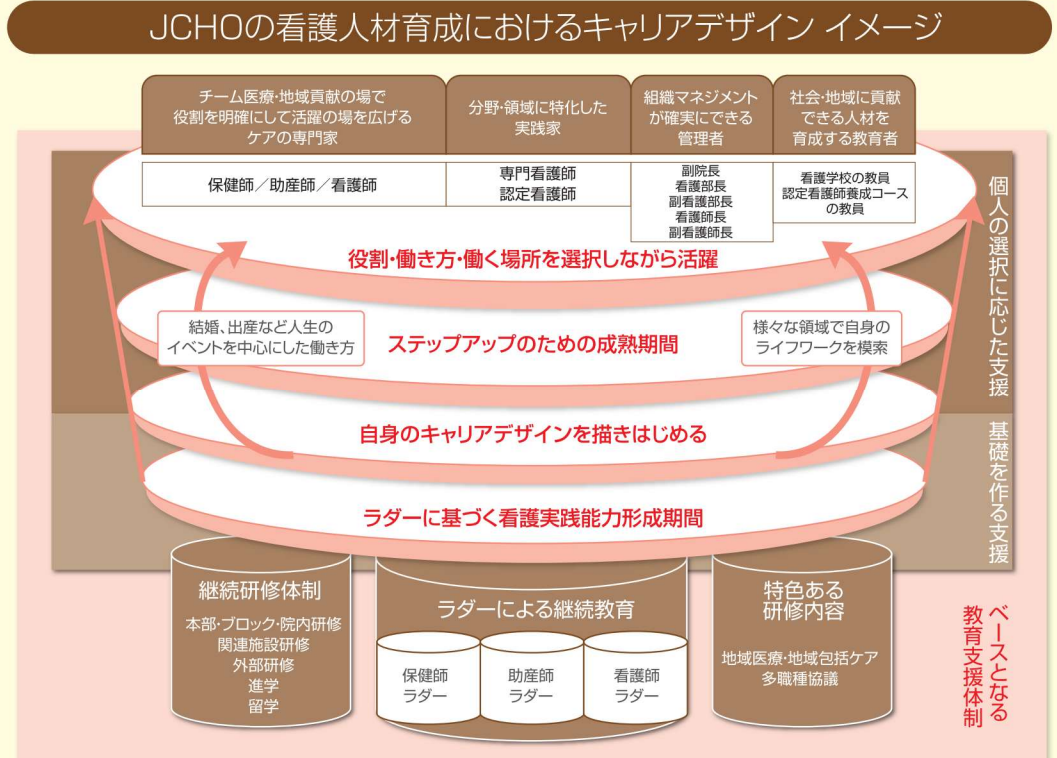 JCHOの看護人材育成におけるキャリアデザイン イメージ
チーム医療・地域貢献の場で
役割を明確にして活躍の場を広げる
ケアの専門家
分野・領域に特化した
実践家
組織マネジメント
が確実にできる
管理者
社会・地域に貢献
できる人材を
育成する教育者
保健師／助産師／看護師
専門看護師
認定看護師
副院長
看護部長
副看護部長
看護師長
副看護師長
看護学校の教員
認定看護師養成コース
の教員
役割・働き方・働く場所を選択しながら活躍
結婚、出産など人生の
イベントを中心にした働き方
ステップアップのための成熟期間
様々な領域で自身の
ライフワークを模索
個人の選択に応じた支援
自身のキャリアデザインを描きはじめる
ラダーに基づく看護実践能力形成期間
基礎を作る支援
継続研修体制
本部・ブロック・院内研修
関連施設研修
外部研修
進学
留学
ラダーによる継続教育
保健師
ラダー
助産師
ラダー
看護師
ラダー
特色ある
研修内容
地域医療・地域包括ケア
多職種協議
ベースとなる
教育支援体制